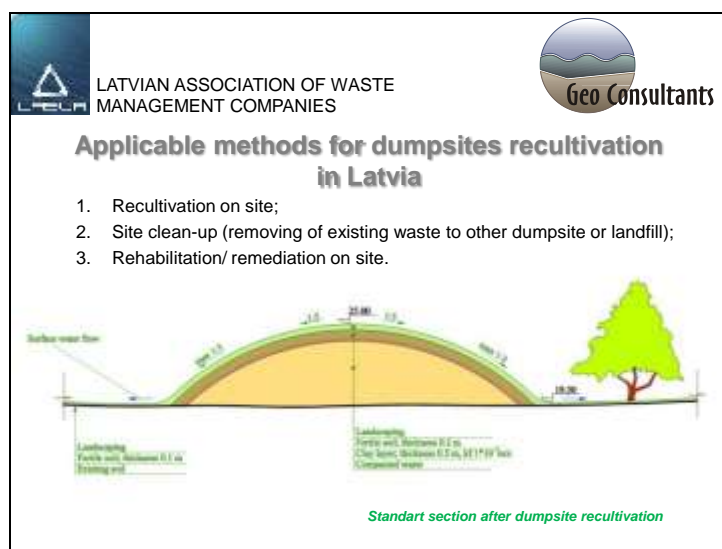 LATVIAN ASSOCIATION OF WASTE
MANAGEMENT COMPANIES
Geo Consultants
Applicable methods for dumpsites recultivation
in Latvia
1. Recultivation on site;
2. Site clean-up (removing of existing waste to other dumpsite or landfill);
3. Rehabilitation/ remediation on site.
25.00
Surface water flow
Landscaping
Fertile soil, thickness 0.1 m
Existing soil
Landscaping
Fertile soil, thickness 0.2 m
Clay layer, thickness 0.5 m,
Compacted waste
Standart section after dumpsite recultivation